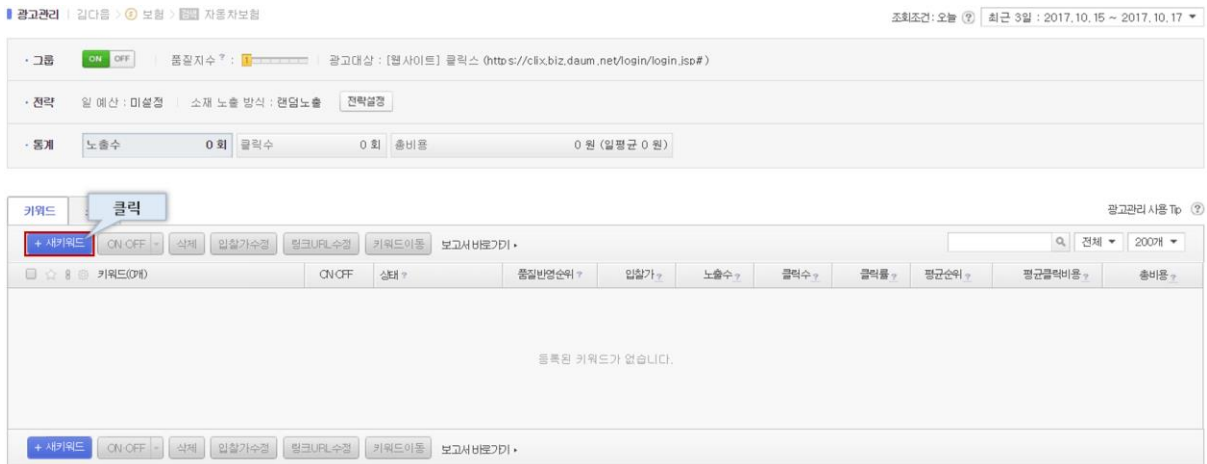 광고관리 | 김다음 > 보험 > 검색 자동차보험
조회조건 : 오늘 ? 최근 3일 : 2017.10.15 ~ 2017.10.17
· 그룹 ON OFF 품질지수 ? : 1 광고대상 : [웹사이트] 클릭스 (https://clix.biz.daum.net/login/login.jsp#)
· 전략 일 예산 : 미설정 소재 노출 방식 : 랜덤노출 전략설정
· 통계 노출수 0 회 클릭수 0 회 총비용 0 원 (일평균 0 원)
키워드 클릭 광고관리 사용 Tip ?
+ 새키워드 ON·OFF 삭제 입찰가수정 링크URL수정 키워드이동 보고서 바로가기 전체 200개
키워드(0개) ON·OFF 상태 ? 품질반영순위 ? 입찰가 ? 노출수 ? 클릭수 ? 클릭률 ? 평균순위 ? 평균클릭비용 ? 총비용 ?
등록된 키워드가 없습니다.
+ 새키워드 ON·OFF 삭제 입찰가수정 링크URL수정 키워드이동 보고서 바로가기